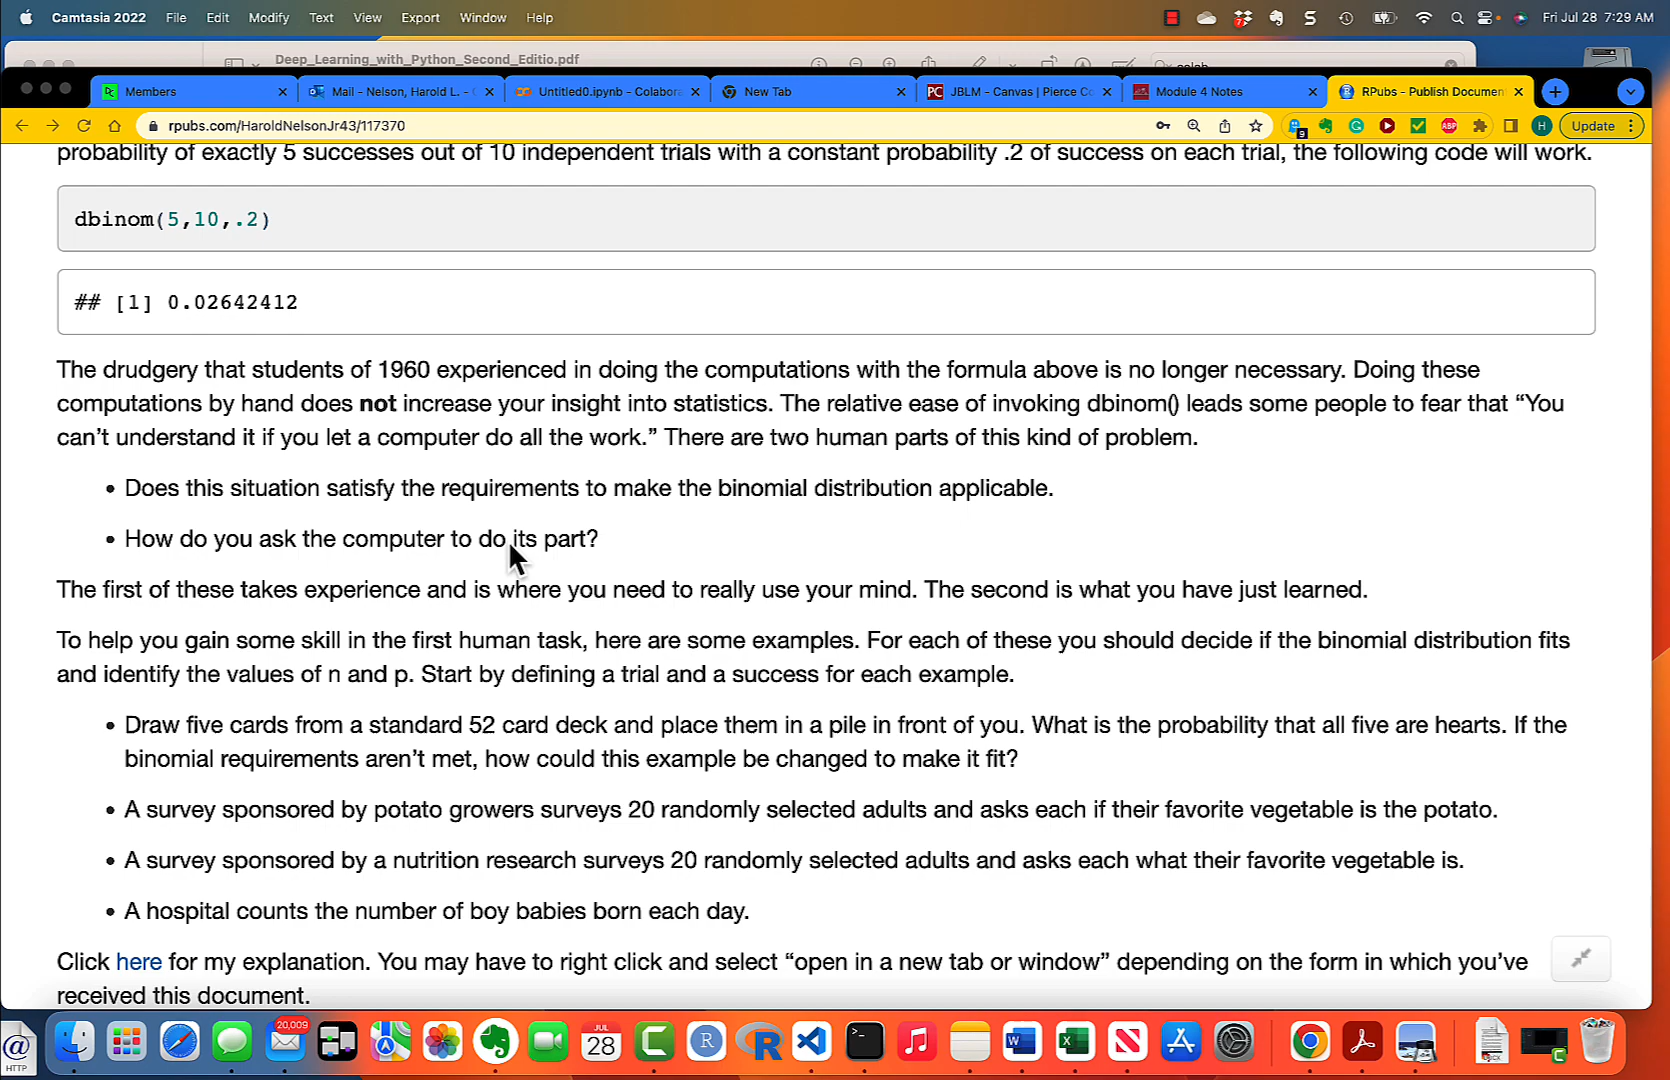 Camtasia 2022 File Edit Modify Text View Export Window Help Fri Jul 28 7:29 AM
Deep_Learning_with_Python_Second_Editio.pdf
Members Mail - Nelson, Harold L. - Untitled0.ipynb - Colabora New Tab JBLM - Canvas | Pierce Co Module 4 Notes RPubs - Publish Document
rpubs.com/HaroldNelsonJr43/117370 9 ABP H Update
probability of exactly 5 successes out of 10 independent trials with a constant probability .2 of success on each trial, the following code will work.
dbinom(5,10,.2)
## [1] 0.02642412
The drudgery that students of 1960 experienced in doing the computations with the formula above is no longer necessary. Doing these
computations by hand does not increase your insight into statistics. The relative ease of invoking dbinom() leads some people to fear that “You
can’t understand it if you let a computer do all the work.” There are two human parts of this kind of problem.
• Does this situation satisfy the requirements to make the binomial distribution applicable.
• How do you ask the computer to do its part?
The first of these takes experience and is where you need to really use your mind. The second is what you have just learned.
To help you gain some skill in the first human task, here are some examples. For each of these you should decide if the binomial distribution fits
and identify the values of n and p. Start by defining a trial and a success for each example.
• Draw five cards from a standard 52 card deck and place them in a pile in front of you. What is the probability that all five are hearts. If the
binomial requirements aren’t met, how could this example be changed to make it fit?
• A survey sponsored by potato growers surveys 20 randomly selected adults and asks each if their favorite vegetable is the potato.
• A survey sponsored by a nutrition research surveys 20 randomly selected adults and asks each what their favorite vegetable is.
• A hospital counts the number of boy babies born each day.
Click here for my explanation. You may have to right click and select “open in a new tab or window” depending on the form in which you’ve
received this document.
20,009
JUL
28
HTTP